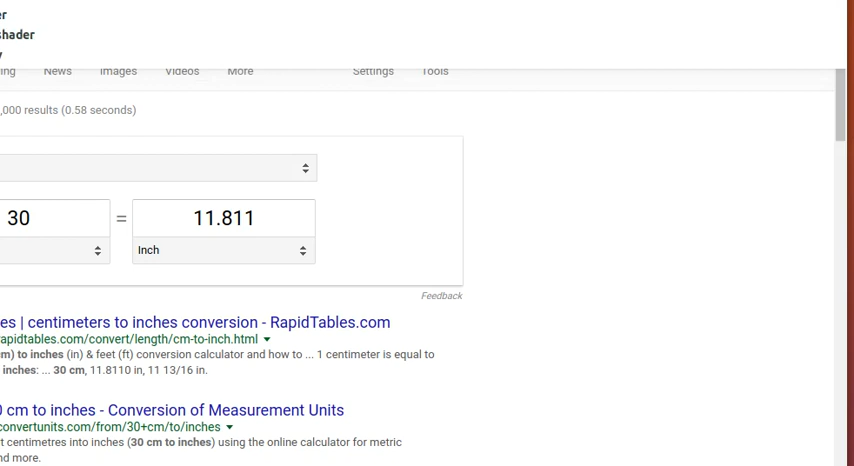 er
shader
ing News Images Videos More Settings Tools
,000 results (0.58 seconds)
30 = 11.811
Inch
Feedback
es | centimeters to inches conversion - RapidTables.com
rapidtables.com/convert/length/cm-to-inch.html
cm) to inches (in) & feet (ft) conversion calculator and how to ... 1 centimeter is equal to
inches: ... 30 cm, 11.8110 in, 11 13/16 in.
0 cm to inches - Conversion of Measurement Units
convertunits.com/from/30+cm/to/inches
t centimetres into inches (30 cm to inches) using the online calculator for metric
nd more.